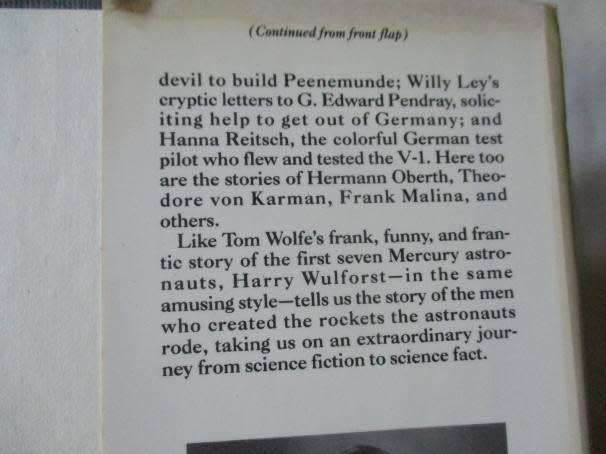 (Continued from front flap)
devil to build Peenemunde; Willy Ley's
cryptic letters to G. Edward Pendray, solic-
iting help to get out of Germany; and
Hanna Reitsch, the colorful German test
pilot who flew and tested the V-1. Here too
are the stories of Hermann Oberth, Theo-
dore von Karman, Frank Malina, and
others.
Like Tom Wolfe's frank, funny, and fran-
tic story of the first seven Mercury astro-
nauts, Harry Wulforst—in the same
amusing style—tells us the story of the men
who created the rockets the astronauts
rode, taking us on an extraordinary jour-
ney from science fiction to science fact.